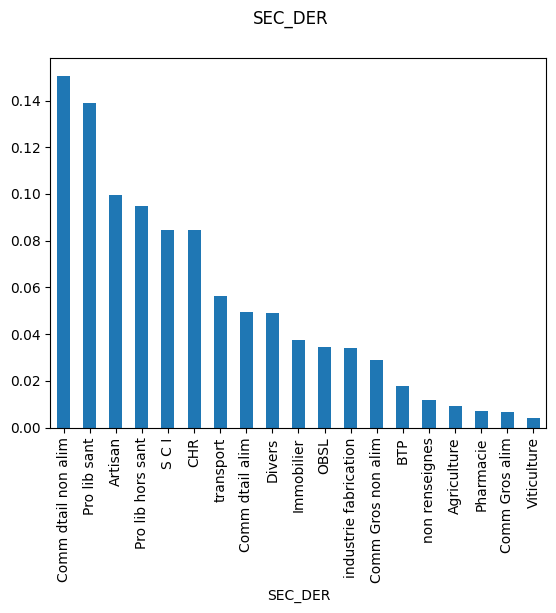 SEC_DER
0.14
0.12
0.10
0.08
0.06
0.04
0.02
0.00
Comm dtail non alim
Pro lib sant
Artisan
Pro lib hors sant
S C I
CHR
transport
Comm dtail alim
Divers
Immobilier
OBSL
industrie fabrication
Comm Gros non alim
BTP
non renseignes
Agriculture
Pharmacie
Comm Gros alim
Viticulture
SEC_DER